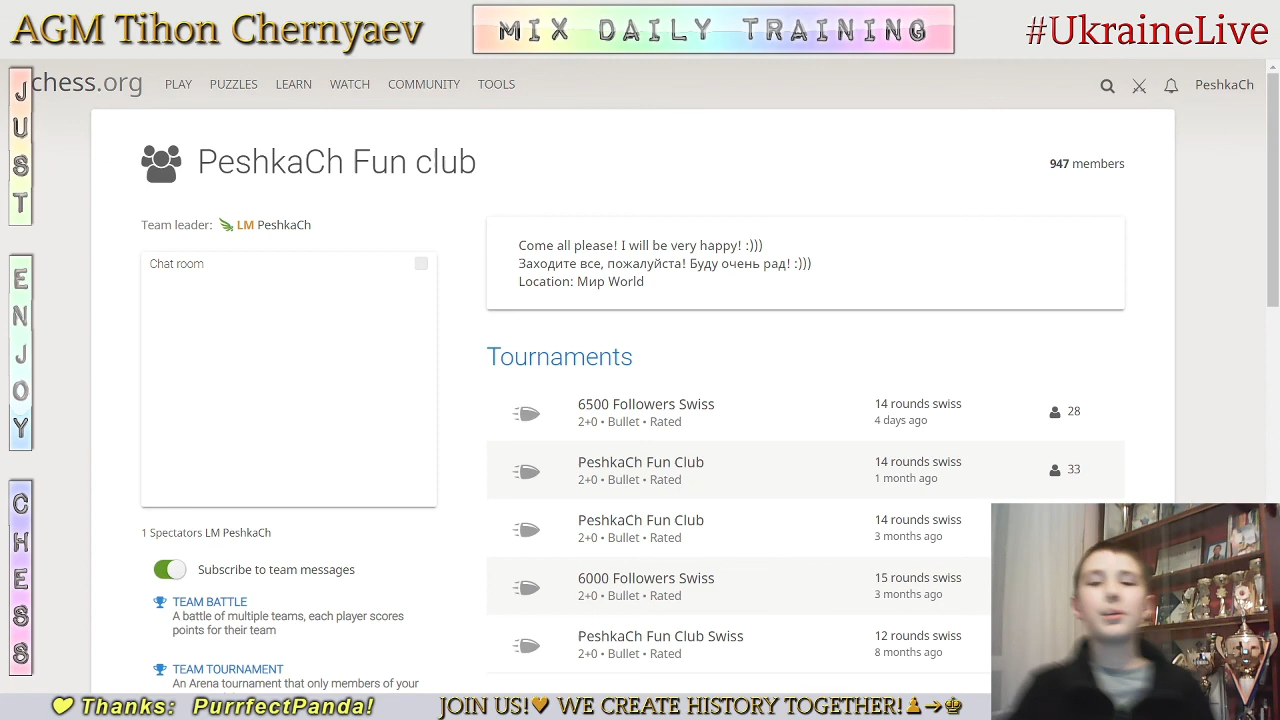 AGM Tihon Chernyaev
MIX DAILY TRAINING
#UkraineLive
chess.org
PLAY
PUZZLES
LEARN
WATCH
COMMUNITY
TOOLS
PeshkaCh
JUST
ENJOY
CHESS
PeshkaCh Fun club
947 members
Team leader: LM PeshkaCh
Chat room
Come all please! I will be very happy! :)))
Заходите все, пожалуйста! Буду очень рад! :)))
Location: Мир World
Tournaments
6500 Followers Swiss
2+0 • Bullet • Rated
14 rounds swiss
4 days ago
28
PeshkaCh Fun Club
2+0 • Bullet • Rated
14 rounds swiss
1 month ago
33
PeshkaCh Fun Club
2+0 • Bullet • Rated
14 rounds swiss
3 months ago
6000 Followers Swiss
2+0 • Bullet • Rated
15 rounds swiss
3 months ago
PeshkaCh Fun Club Swiss
2+0 • Bullet • Rated
12 rounds swiss
8 months ago
1 Spectators LM PeshkaCh
Subscribe to team messages
TEAM BATTLE
A battle of multiple teams, each player scores
points for their team
TEAM TOURNAMENT
An Arena tournament that only members of your
Thanks: PurrfectPanda!
JOIN US! WE CREATE HISTORY TOGETHER!